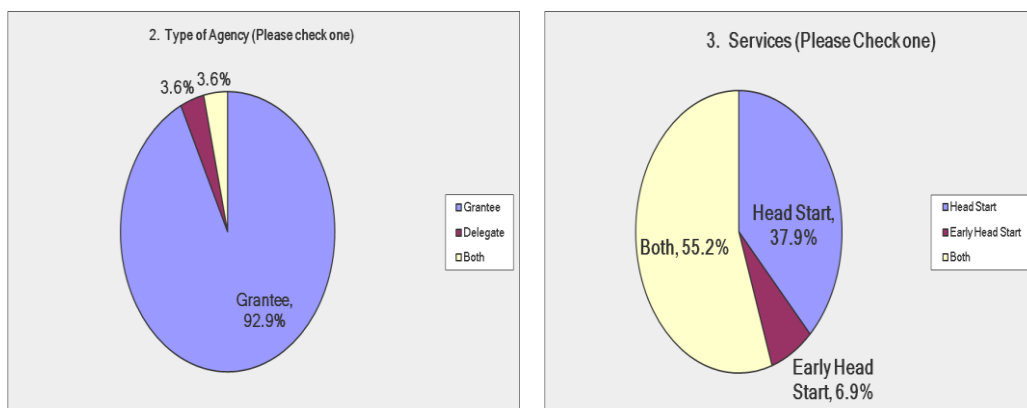 2. Type of Agency (Please check one)
3.6%
3.6%
Grantee,
92.9%
Grantee
Delegate
Both
3. Services (Please Check one)
Head Start,
37.9%
Both, 55.2%
Early Head
Start, 6.9%
Head Start
Early Head Start
Both